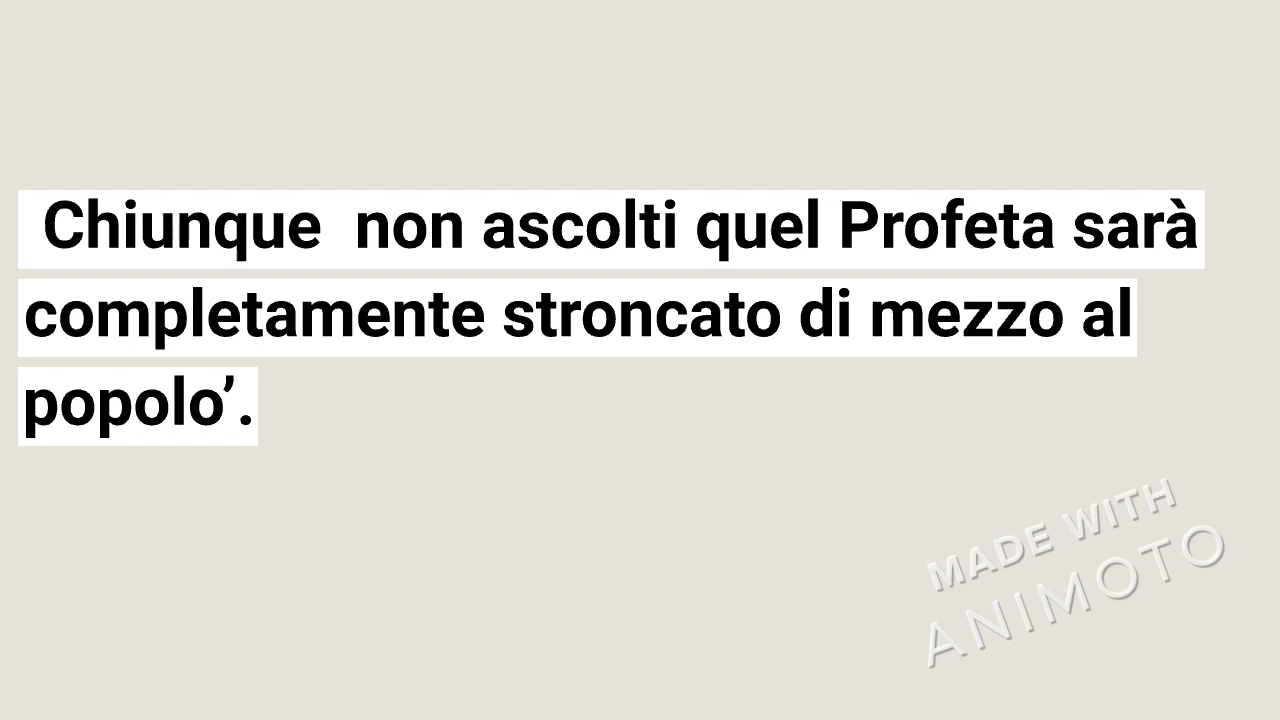 Chiunque  non ascolti quel Profeta sarà
completamente stroncato di mezzo al
popolo’.
MADE WITH
ANIMOTO